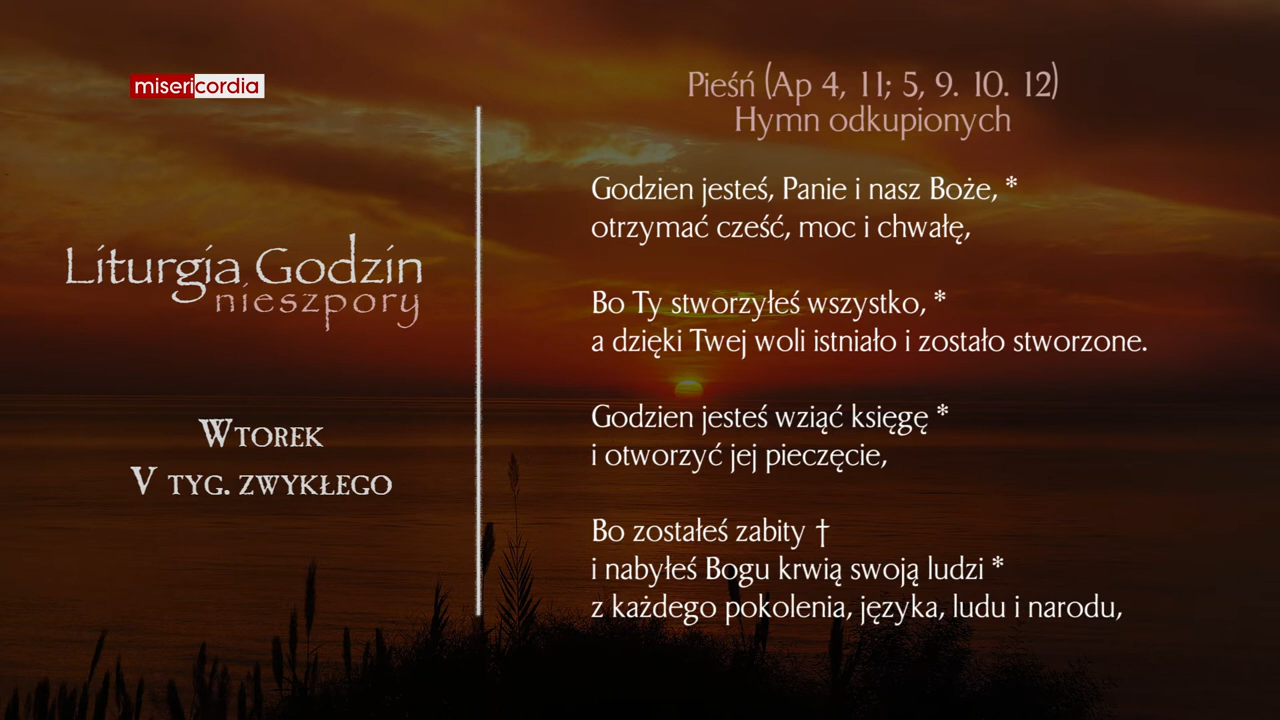 misericordia
Liturgia Godzin
nieszpory
Wtorek
V tyg. zwykłego
Pieśń (Ap 4, 11; 5, 9. 10. 12)
Hymn odkupionych
Godzien jesteś, Panie i nasz Boże, *
otrzymać cześć, moc i chwałę,
Bo Ty stworzyłeś wszystko, *
a dzięki Twej woli istniało i zostało stworzone.
Godzien jesteś wziąć księgę *
i otworzyć jej pieczęcie,
Bo zostałeś zabity †
i nabyłeś Bogu krwią swoją ludzi *
z każdego pokolenia, języka, ludu i narodu,